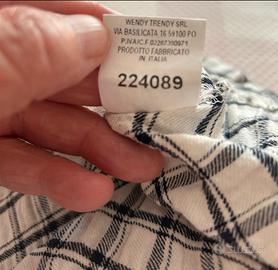 WENDY TRENDY SRL
VIA BASILICATA 16 59100 PO
P.IVA/C.F 02267390971
PRODOTTO FABBRICATO
IN ITALIA
224089